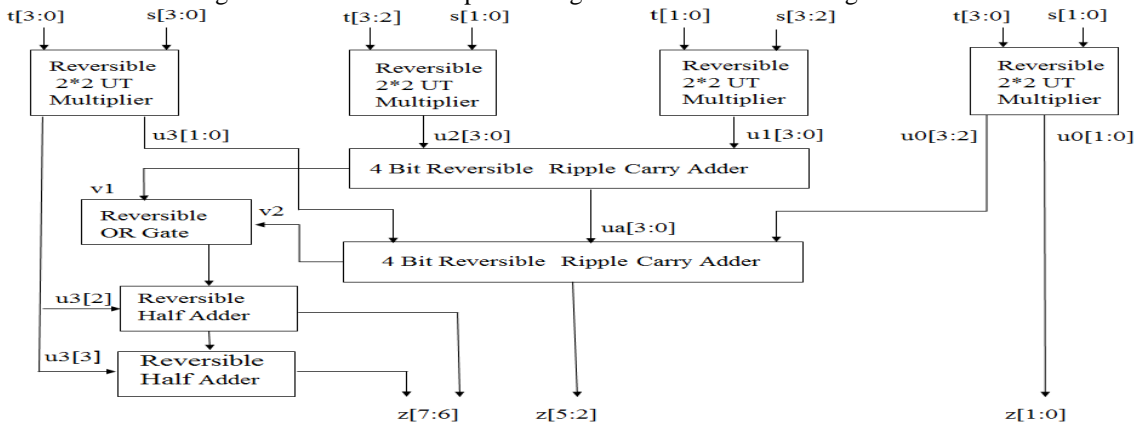 t[3:0] s[3:0] t[3:2] s[1:0] t[1:0] s[3:2] t[3:0] s[1:0]
Reversible
2*2 UT
Multiplier
Reversible
2*2 UT
Multiplier
Reversible
2*2 UT
Multiplier
Reversible
2*2 UT
Multiplier
u3[1:0] u2[3:0] u1[3:0] u0[3:2] u0[1:0]
4 Bit Reversible Ripple Carry Adder
v1
Reversible
OR Gate
v2
ua[3:0]
4 Bit Reversible Ripple Carry Adder
u3[2]
Reversible
Half Adder
u3[3]
Reversible
Half Adder
z[7:6] z[5:2] z[1:0]